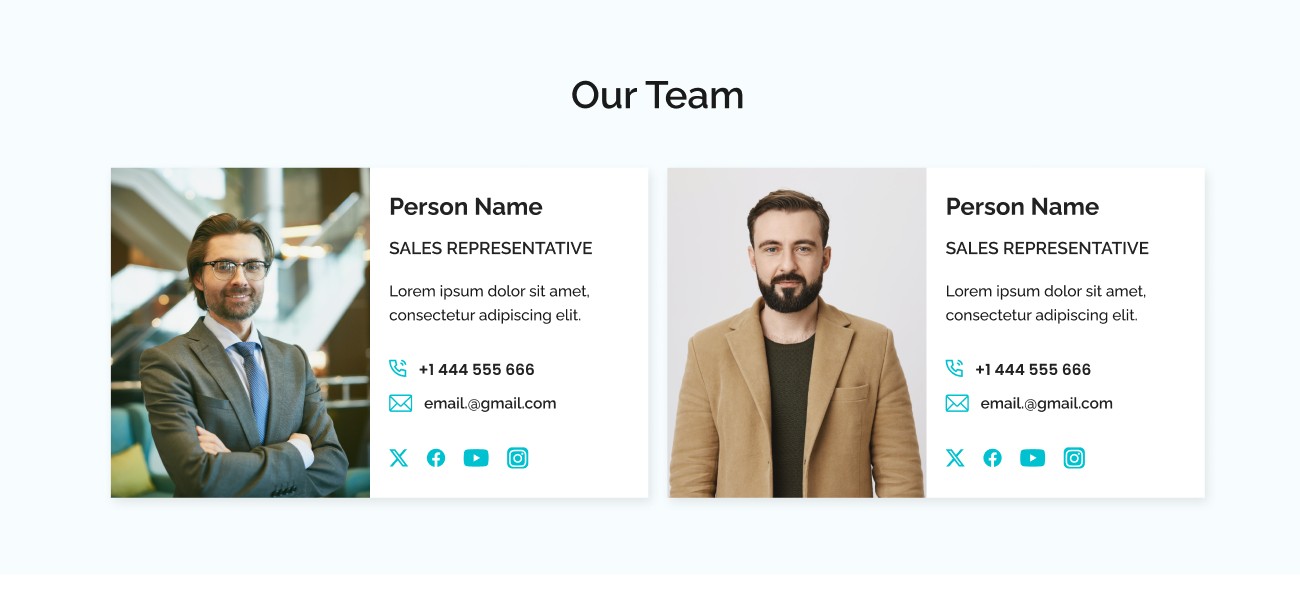 Our Team
Person Name
SALES REPRESENTATIVE
Lorem ipsum dolor sit amet,
consectetur adipiscing elit.
+1 444 555 666
email.@gmail.com
Person Name
SALES REPRESENTATIVE
Lorem ipsum dolor sit amet,
consectetur adipiscing elit.
+1 444 555 666
email.@gmail.com